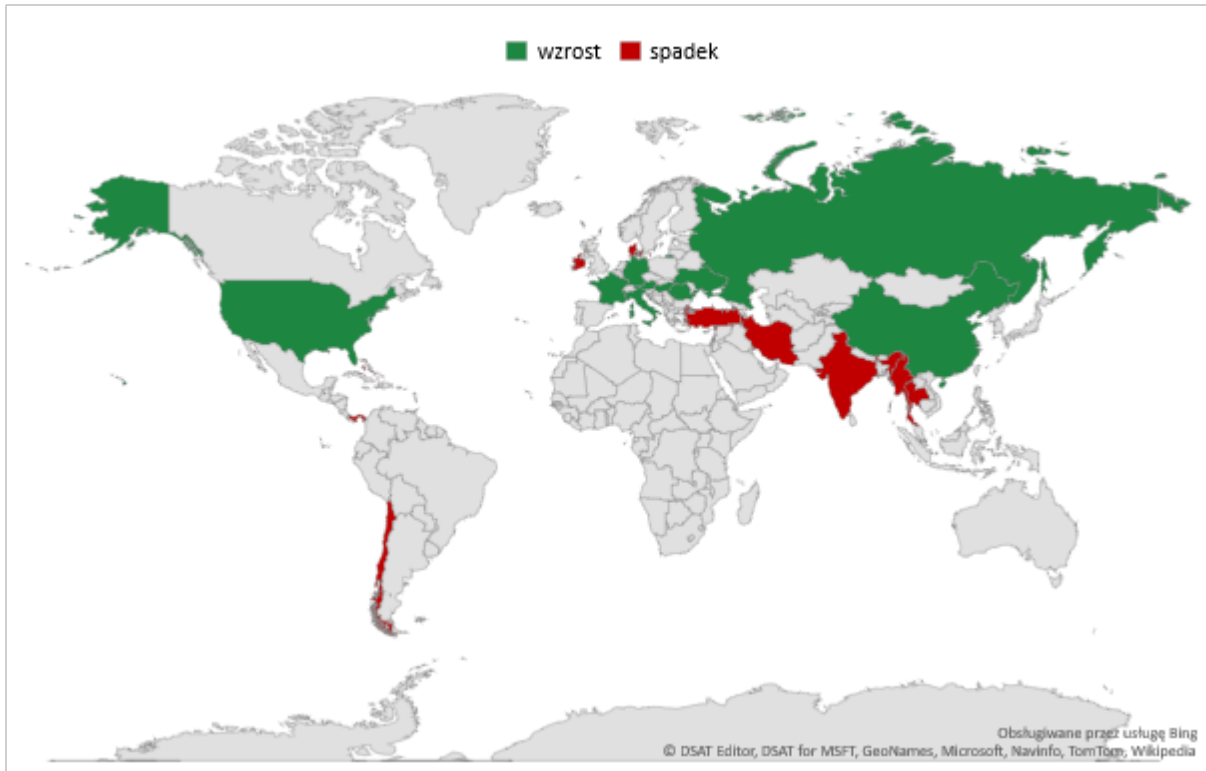 wzrost spadek
Obsługiwane przez usługę Bing
© DSAT Editor, DSAT for MSFT, GeoNames, Microsoft, Navinfo, TomTom, Wikipedia